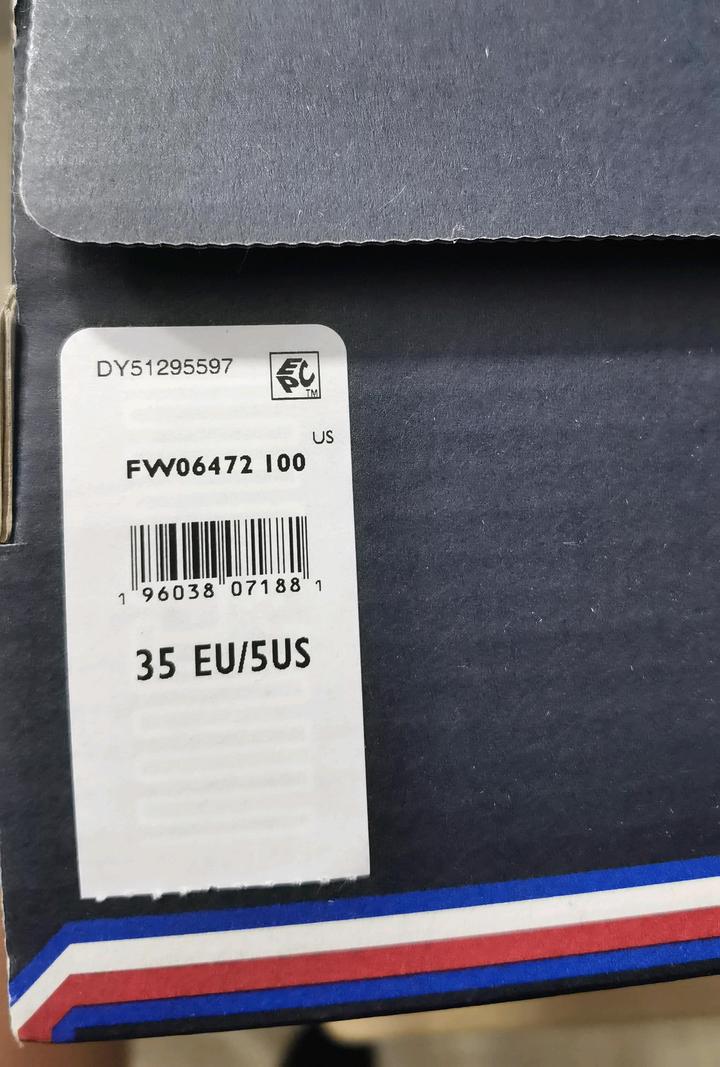 DY51295597
EPC
TM
US
FW06472 100
1 96038 07188 1
35 EU/5US